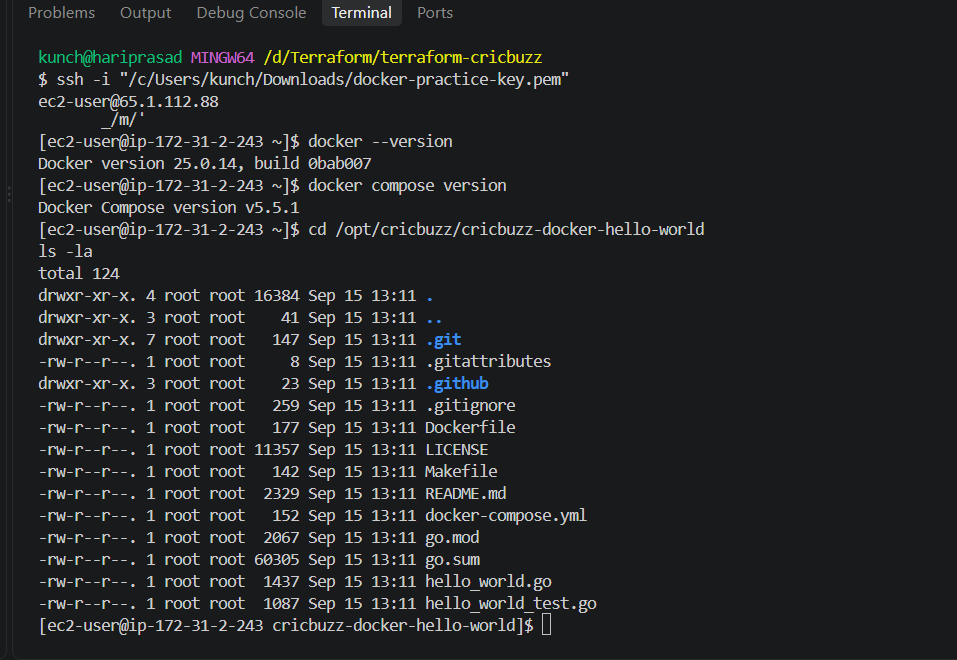 Problems Output Debug Console Terminal Ports
kunch@hariprasad MINGW64 /d/Terraform/terraform-cricbuzz
$ ssh -i "/c/Users/kunch/Downloads/docker-practice-key.pem"
ec2-user@65.1.112.88
       _/m/'
[ec2-user@ip-172-31-2-243 ~]$ docker --version
Docker version 25.0.14, build 0bab007
[ec2-user@ip-172-31-2-243 ~]$ docker compose version
Docker Compose version v5.5.1
[ec2-user@ip-172-31-2-243 ~]$ cd /opt/cricbuzz/cricbuzz-docker-hello-world
ls -la
total 124
drwxr-xr-x. 4 root root 16384 Sep 15 13:11 .
drwxr-xr-x. 3 root root    41 Sep 15 13:11 ..
drwxr-xr-x. 7 root root   147 Sep 15 13:11 .git
-rw-r--r--. 1 root root     8 Sep 15 13:11 .gitattributes
drwxr-xr-x. 3 root root    23 Sep 15 13:11 .github
-rw-r--r--. 1 root root   259 Sep 15 13:11 .gitignore
-rw-r--r--. 1 root root   177 Sep 15 13:11 Dockerfile
-rw-r--r--. 1 root root 11357 Sep 15 13:11 LICENSE
-rw-r--r--. 1 root root   142 Sep 15 13:11 Makefile
-rw-r--r--. 1 root root  2329 Sep 15 13:11 README.md
-rw-r--r--. 1 root root   152 Sep 15 13:11 docker-compose.yml
-rw-r--r--. 1 root root  2067 Sep 15 13:11 go.mod
-rw-r--r--. 1 root root 60305 Sep 15 13:11 go.sum
-rw-r--r--. 1 root root  1437 Sep 15 13:11 hello_world.go
-rw-r--r--. 1 root root  1087 Sep 15 13:11 hello_world_test.go
[ec2-user@ip-172-31-2-243 cricbuzz-docker-hello-world]$